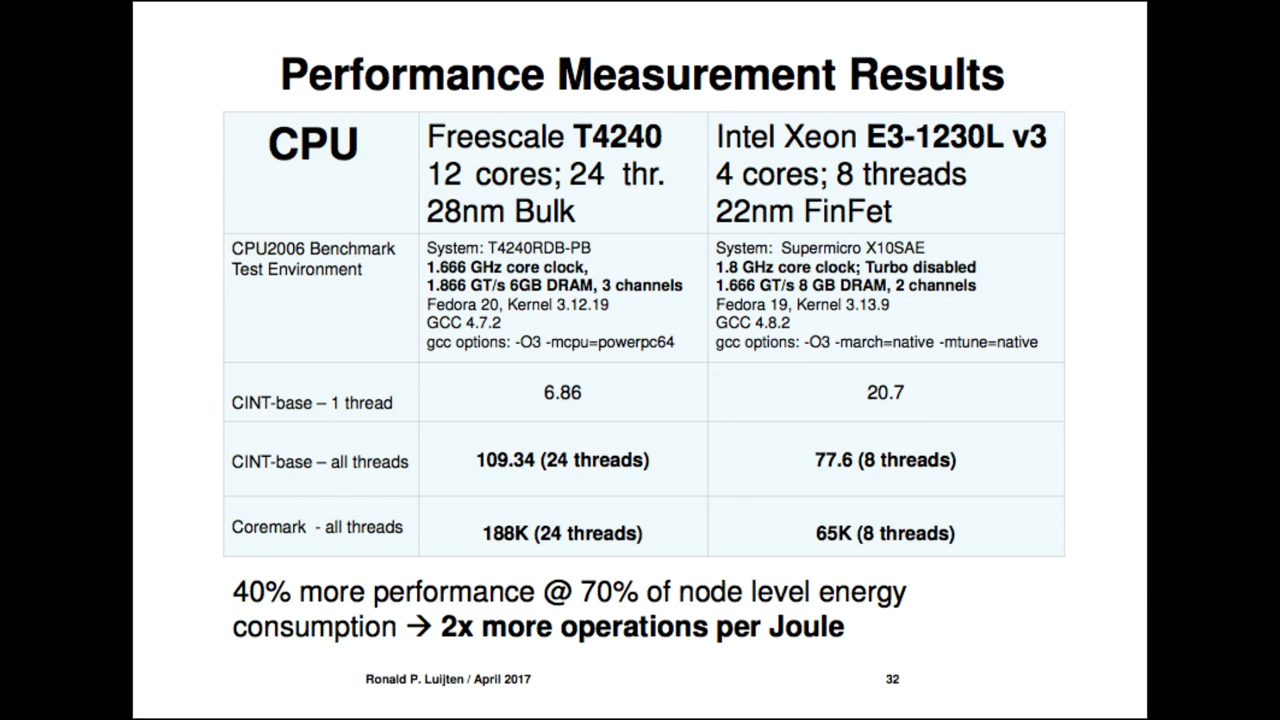 Performance Measurement Results
CPU
Freescale T4240
12 cores; 24 thr.
28nm Bulk
Intel Xeon E3-1230L v3
4 cores; 8 threads
22nm FinFet
CPU2006 Benchmark
Test Environment
System: T4240RDB-PB
1.666 GHz core clock,
1.866 GT/s 6GB DRAM, 3 channels
Fedora 20, Kernel 3.12.19
GCC 4.7.2
gcc options: -O3 -mcpu=powerpc64
System: Supermicro X10SAE
1.8 GHz core clock; Turbo disabled
1.666 GT/s 8 GB DRAM, 2 channels
Fedora 19, Kernel 3.13.9
GCC 4.8.2
gcc options: -O3 -march=native -mtune=native
CINT-base – 1 thread
6.86
20.7
CINT-base – all threads
109.34 (24 threads)
77.6 (8 threads)
Coremark - all threads
188K (24 threads)
65K (8 threads)
40% more performance @ 70% of node level energy
consumption → 2x more operations per Joule
Ronald P. Luijten / April 2017
32